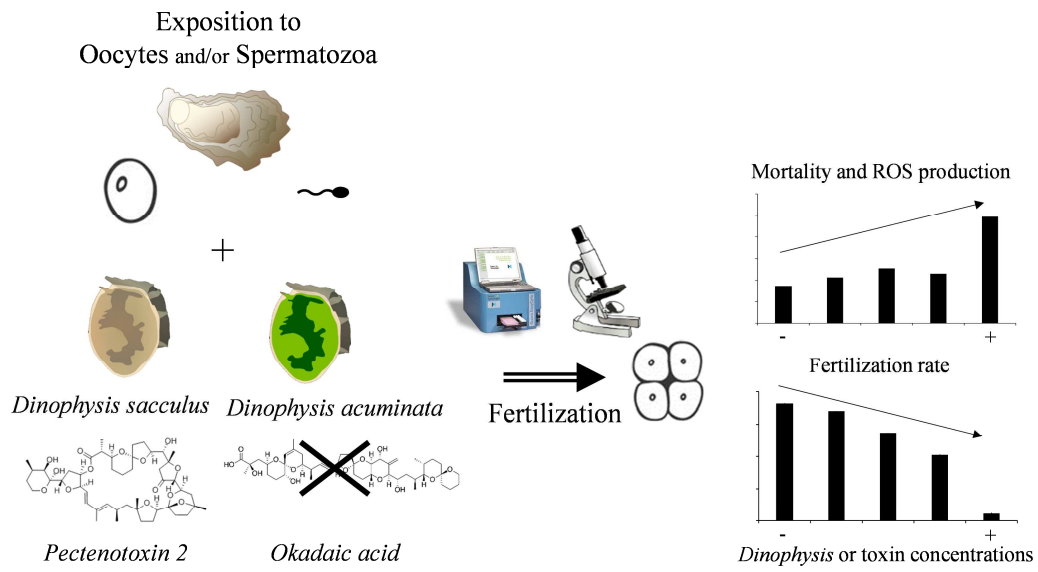 Exposition to
Oocytes and/or Spermatozoa
+
Dinophysis sacculus
Dinophysis acuminata
Fertilization
Pectenotoxin 2
Okadaic acid
Mortality and ROS production
- +
Fertilization rate
- +
Dinophysis or toxin concentrations